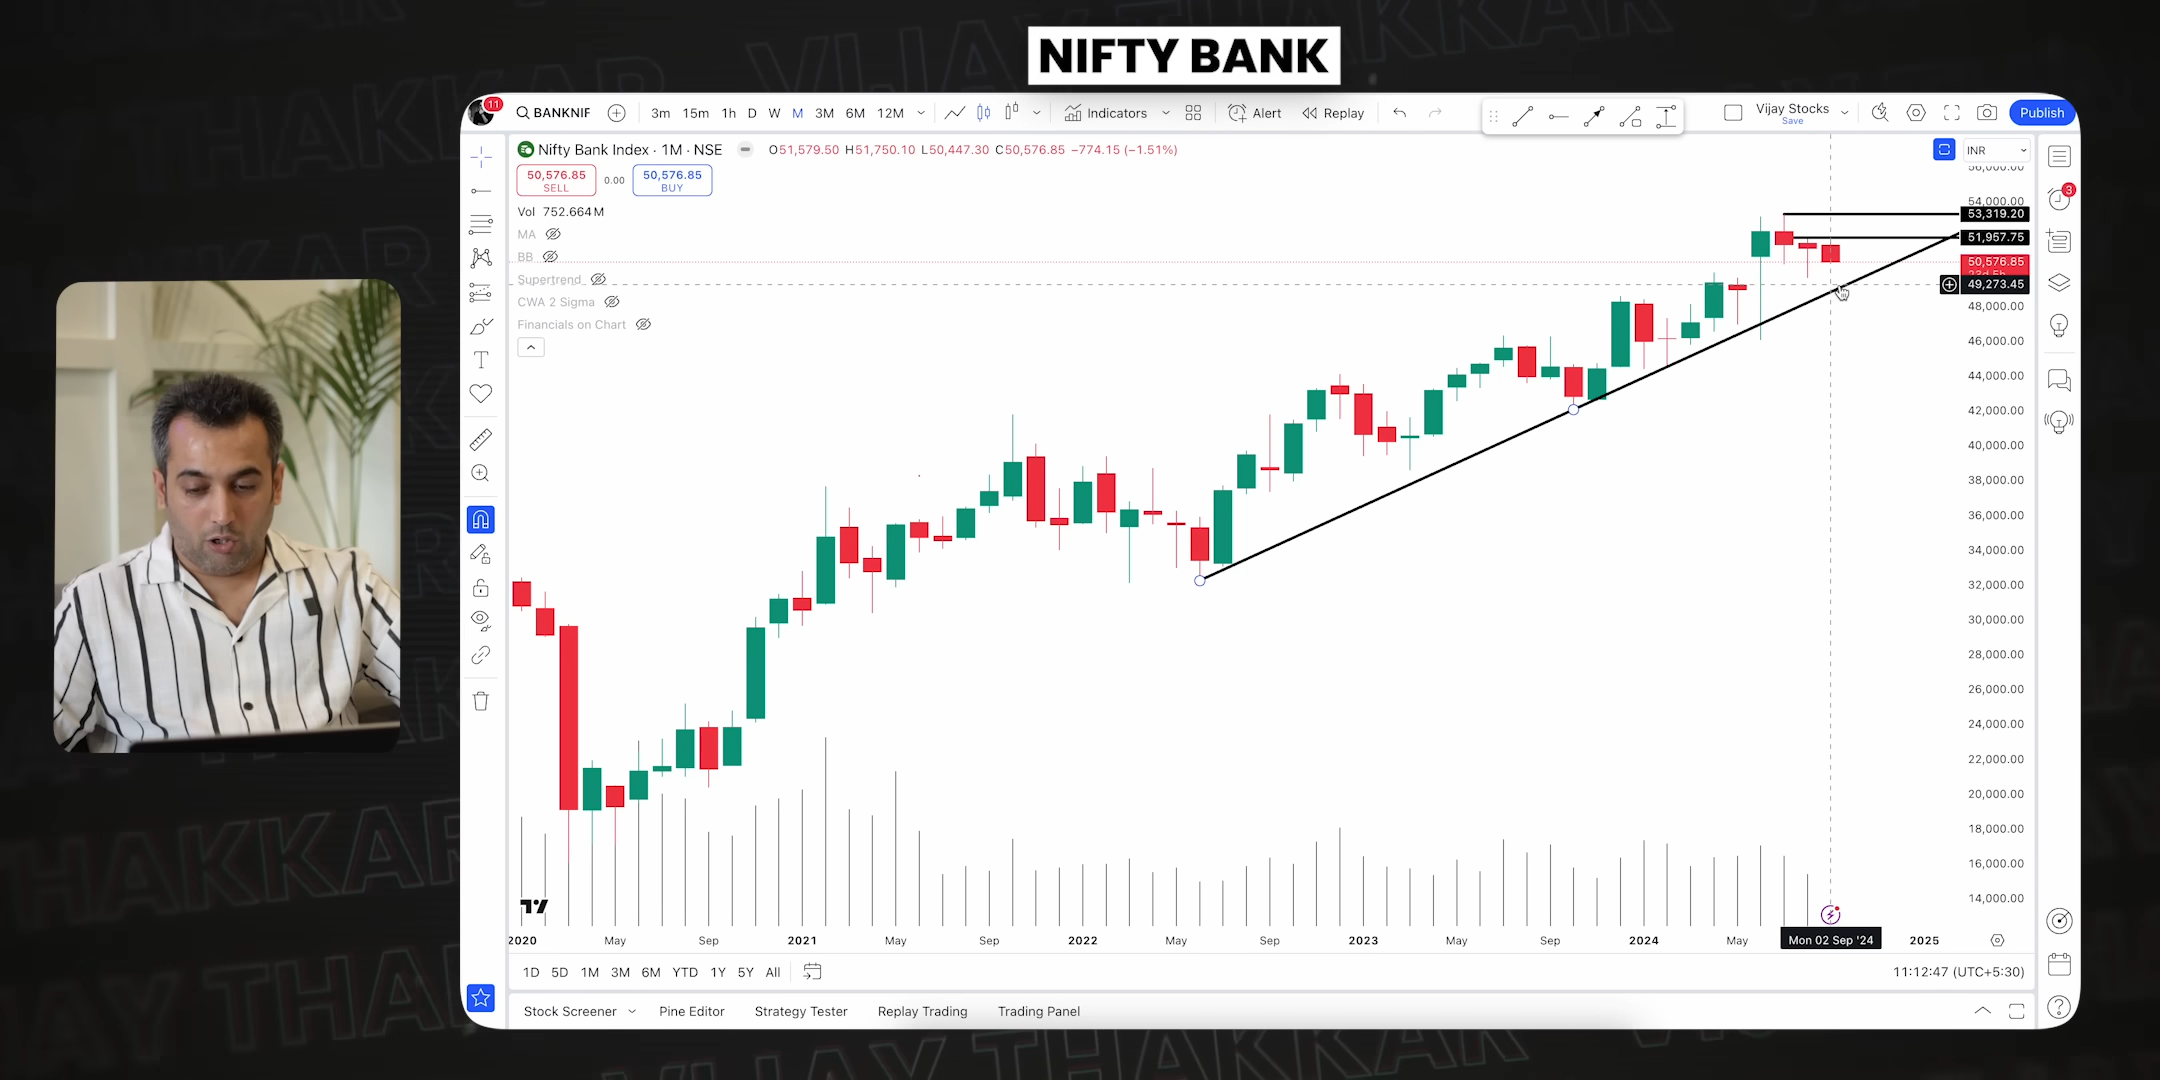 NIFTY BANK
11
BANKNIF
3m 15m 1h D W M 3M 6M 12M
Indicators
Alert
Replay
Vijay Stocks
Save
Publish
Nifty Bank Index · 1M · NSE
O51,579.50 H51,750.10 L50,447.30 C50,576.85 −774.15 (−1.51%)
INR
50,576.85
SELL
0.00
50,576.85
BUY
Vol 752.664M
MA
BB
Supertrend
CWA 2 Sigma
Financials on Chart
56,000.00
54,000.00
53,319.20
51,957.75
50,576.85
23d 5h
49,273.45
48,000.00
46,000.00
44,000.00
42,000.00
40,000.00
38,000.00
36,000.00
34,000.00
32,000.00
30,000.00
28,000.00
26,000.00
24,000.00
22,000.00
20,000.00
18,000.00
16,000.00
14,000.00
3
2020 May Sep 2021 May Sep 2022 May Sep 2023 May Sep 2024 May Mon 02 Sep '24 2025
1D 5D 1M 3M 6M YTD 1Y 5Y All
11:12:47 (UTC+5:30)
Stock Screener Pine Editor Strategy Tester Replay Trading Trading Panel
VIJAY THAKKAR